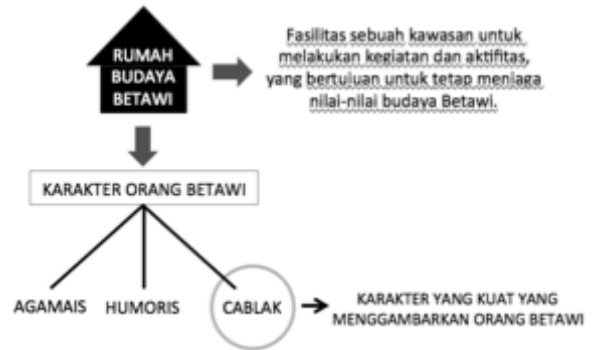 RUMAH
BUDAYA
BETAWI
Fasilitas sebuah kawasan untuk
melakukan kegiatan dan aktifitas,
yang bertujuan untuk tetap menjaga
nilai-nilai budaya Betawi.
KARAKTER ORANG BETAWI
AGAMAIS
HUMORIS
CABLAK
KARAKTER YANG KUAT YANG
MENGGAMBARKAN ORANG BETAWI